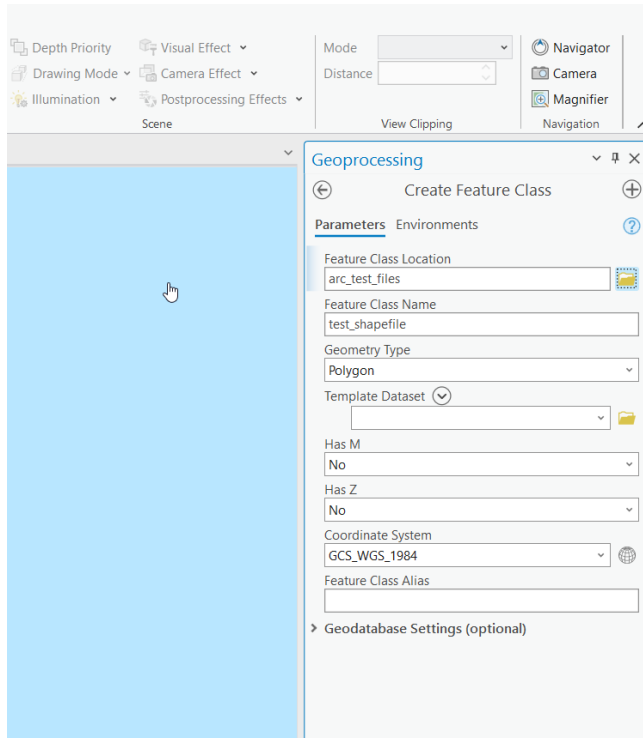 Depth Priority Visual Effect Mode Navigator
Drawing Mode Camera Effect Distance Camera
Illumination Postprocessing Effects Magnifier
Scene View Clipping Navigation
Geoprocessing
Create Feature Class
Parameters Environments
Feature Class Location
arc_test_files
Feature Class Name
test_shapefile
Geometry Type
Polygon
Template Dataset
Has M
No
Has Z
No
Coordinate System
GCS_WGS_1984
Feature Class Alias
Geodatabase Settings (optional)